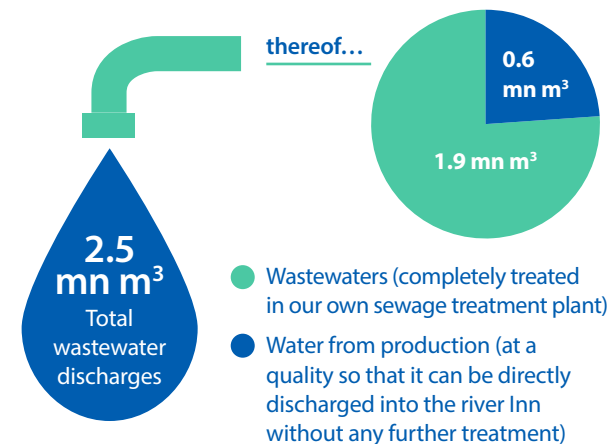 thereof…
0.6
mn m³
1.9 mn m³
2.5
mn m³
Total
wastewater
discharges
Wastewaters (completely treated
in our own sewage treatment plant)
Water from production (at a
quality so that it can be directly
discharged into the river Inn
without any further treatment)